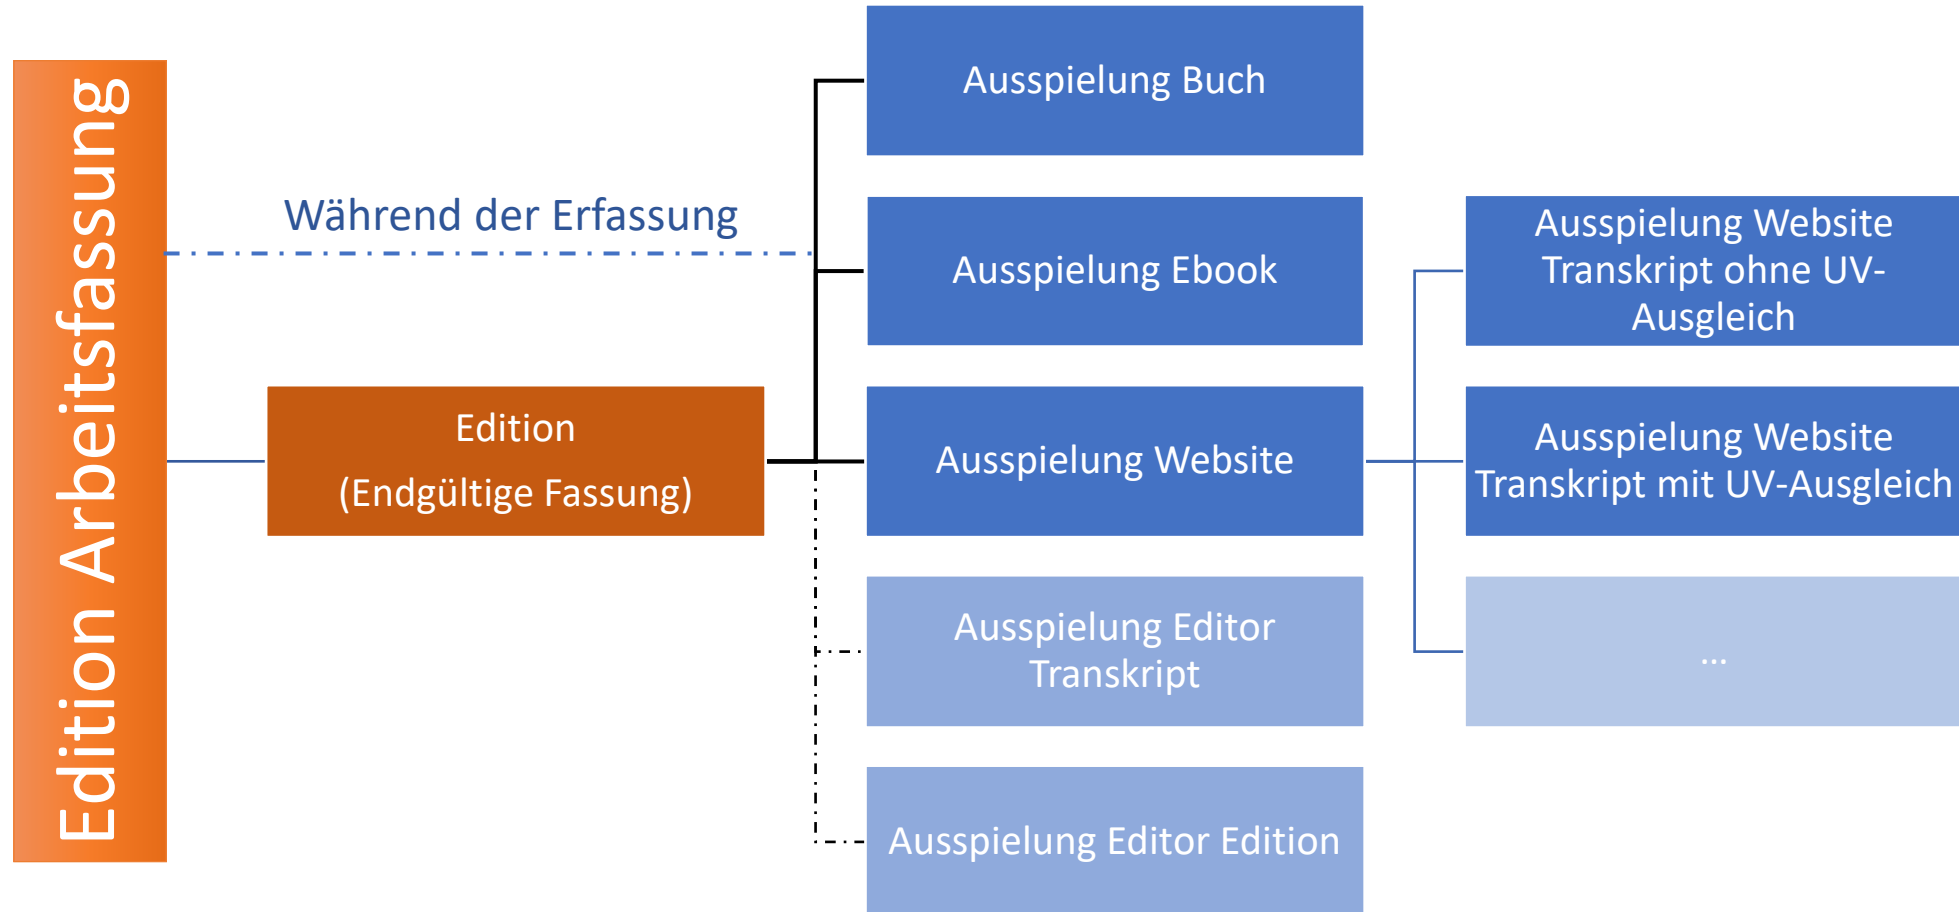 Edition Arbeitsfassung
Während der Erfassung
Edition
(Endgültige Fassung)
Ausspielung Buch
Ausspielung Ebook
Ausspielung Website
Ausspielung Editor
Transkript
Ausspielung Editor Edition
Ausspielung Website
Transkript ohne UV-
Ausgleich
Ausspielung Website
Transkript mit UV-Ausgleich
...